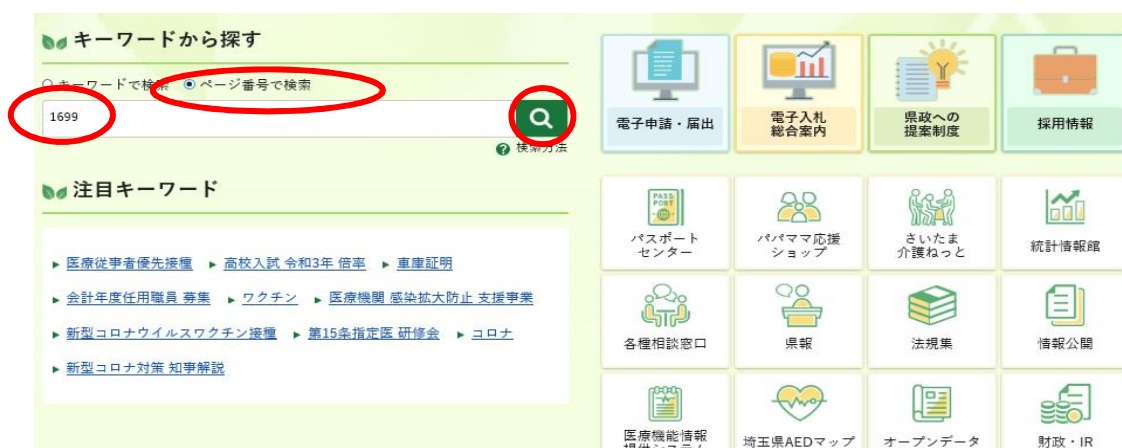 キーワードから探す
キーワードで検索 ページ番号で検索
1699
検索方法
注目キーワード
医療従事者優先接種 高校入試 令和3年 倍率 車庫証明
会計年度任用職員 募集 ワクチン 医療機関 感染拡大防止 支援事業
新型コロナウイルスワクチン接種 第15条指定医 研修会 コロナ
新型コロナ対策 知事解説
電子申請・届出
電子入札
総合案内
県政への
提案制度
採用情報
PASS
PORT
パスポート
センター
パパママ応援
ショップ
さいたま
介護ねっと
統計情報館
各種相談窓口
県報
法規集
情報公開
医療機能情報
提供システム
埼玉県AEDマップ
オープンデータ
財政・IR